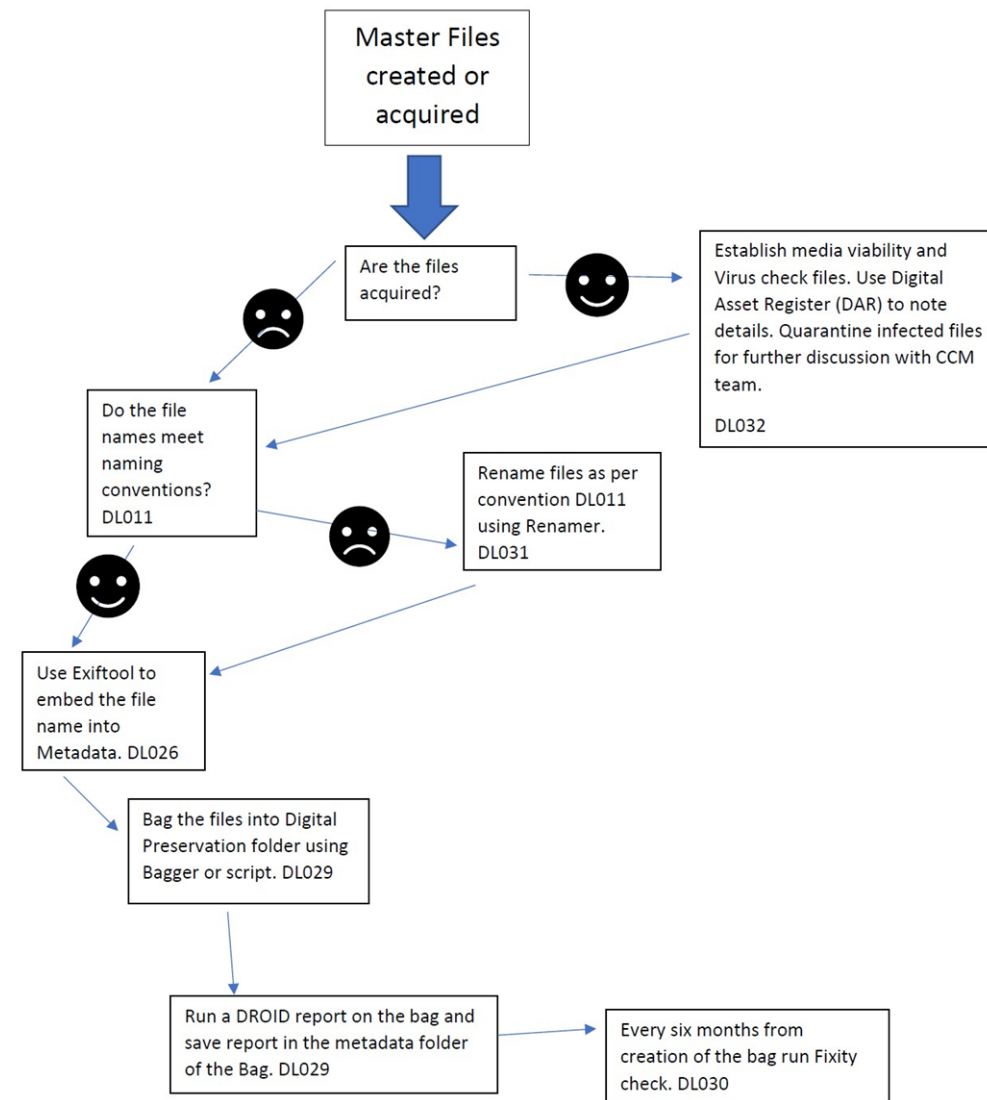 Master Files
created or
acquired
Are the files
acquired?
Establish media viability and
Virus check files. Use Digital
Asset Register (DAR) to note
details. Quarantine infected files
for further discussion with CCM
team.
DL032
Do the file
names meet
naming
conventions?
DL011
Rename files as per
convention DL011
using Renamer.
DL031
Use Exiftool to
embed the file
name into
Metadata. DL026
Bag the files into Digital
Preservation folder using
Bagger or script. DL029
Run a DROID report on the bag and
save report in the metadata folder
of the Bag. DL029
Every six months from
creation of the bag run Fixity
check. DL030